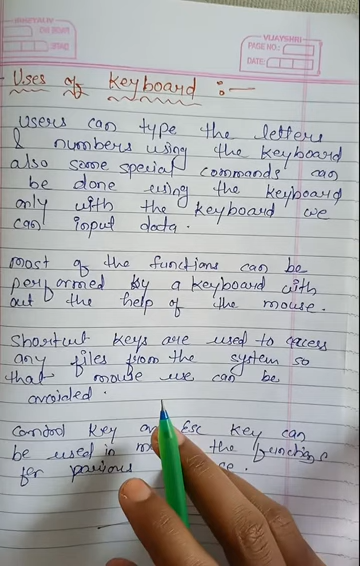 VIJAYSHRI
PAGE NO.:
DATE:
Uses of Keyboard :-
Users can type the letters
& numbers using the keyboard
also some special commands can
be done using the keyboard
only with the keyboard we
can input data.
most of the functions can be
performed by a keyboard with
out the help of the mouse.
Shortcut keys are used to access
any files from the system so
that mouse we can be
avoided.
control key Esc key can
be used in the functions
for